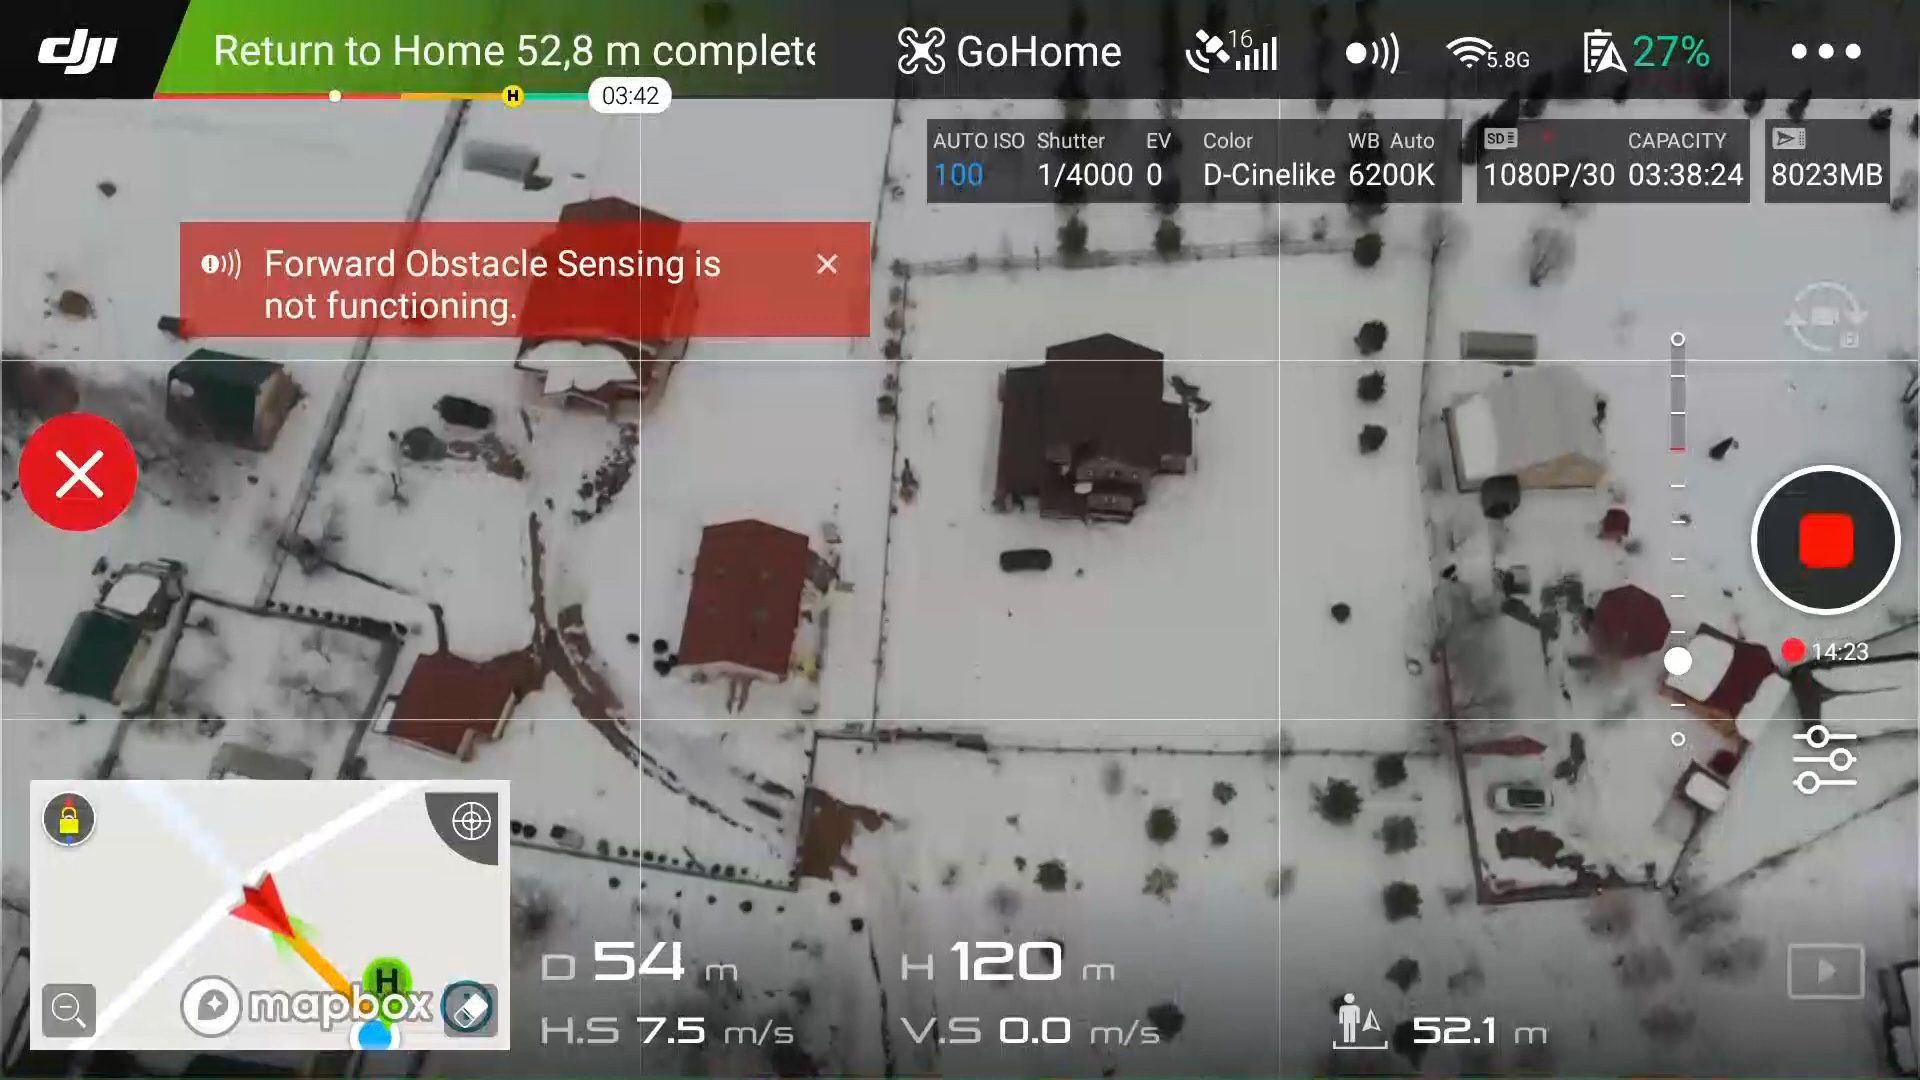 dji
Return to Home 52,8 m complete
GoHome
16
5.8G
27%
H
03:42
AUTO ISO Shutter EV Color WB Auto
100 1/4000 0 D-Cinelike 6200K
SD CAPACITY
1080P/30 03:38:24
8023MB
Forward Obstacle Sensing is
not functioning.
14:23
H
mapbox
D 54 m H 120 m
H.S 7.5 m/s V.S 0.0 m/s 52.1 m